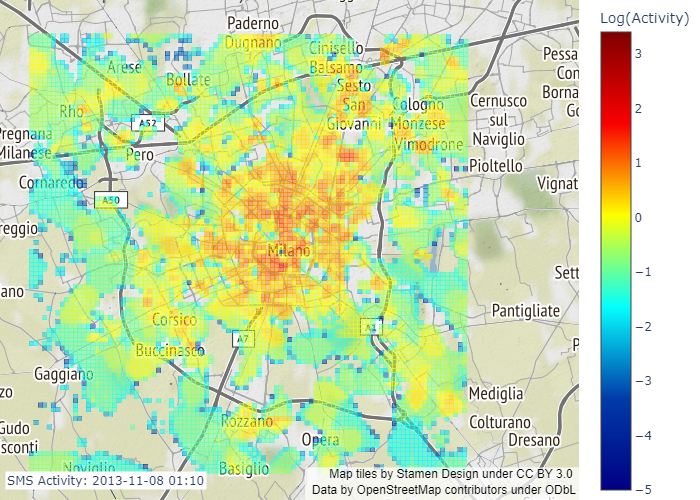 Paderno
Dugnano
Cinisello
Balsamo
Arese
Bollate
Sesto
San
Giovanni
Rho
Cologno
Monzese
Vimodrone
Cernusco
sul
Naviglio
Pessa
Con
Borna
Go
A52
Pregnana
Milanese
Pero
Pioltello
Cornaredo
Vignat
A50
reggio
Milano
Sett
ano
Pantigliate
Corsico
A1
A7
Buccinasco
P
Gaggiano
Mediglia
zo
Rozzano
Colturano
Gudo
sconti
Opera
Dresano
Noviglio
Basiglio
SMS Activity: 2013-11-08 01:10
Map tiles by Stamen Design under CC BY 3.0
Data by OpenStreetMap contributors under ODbL
Log(Activity)
3
2
1
0
−1
−2
−3
−4
−5